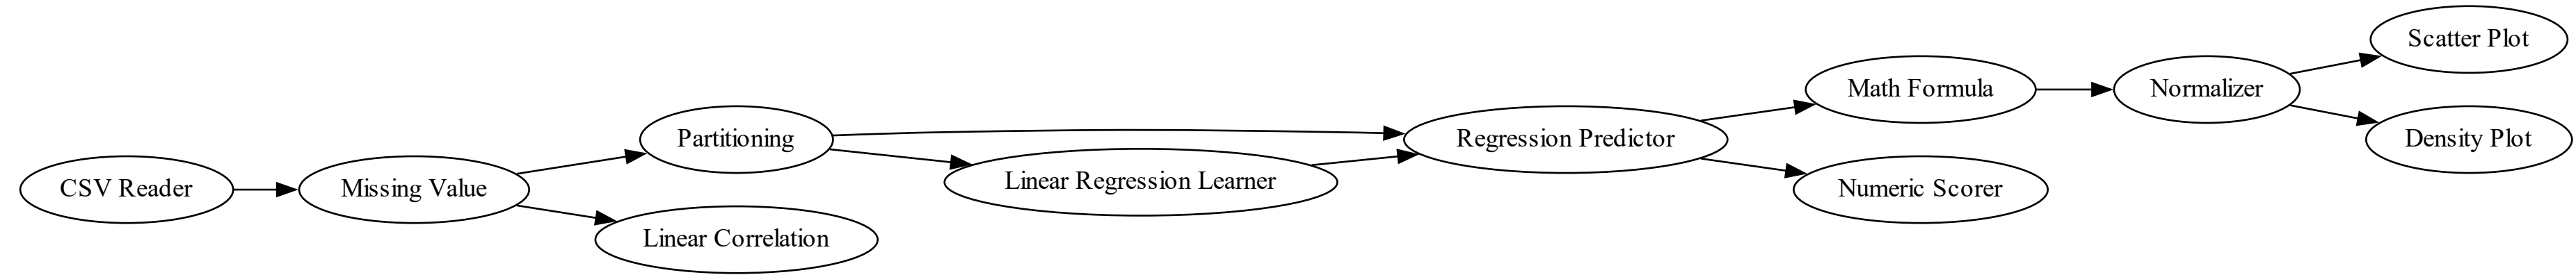 CSV Reader
Missing Value
Partitioning
Linear Correlation
Linear Regression Learner
Regression Predictor
Math Formula
Numeric Scorer
Normalizer
Scatter Plot
Density Plot